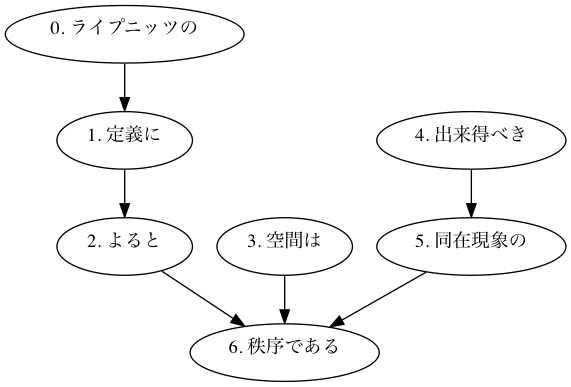 0. ライプニッツの
1. 定義に
4. 出来得べき
2. よると
3. 空間は
5. 同在現象の
6. 秩序である